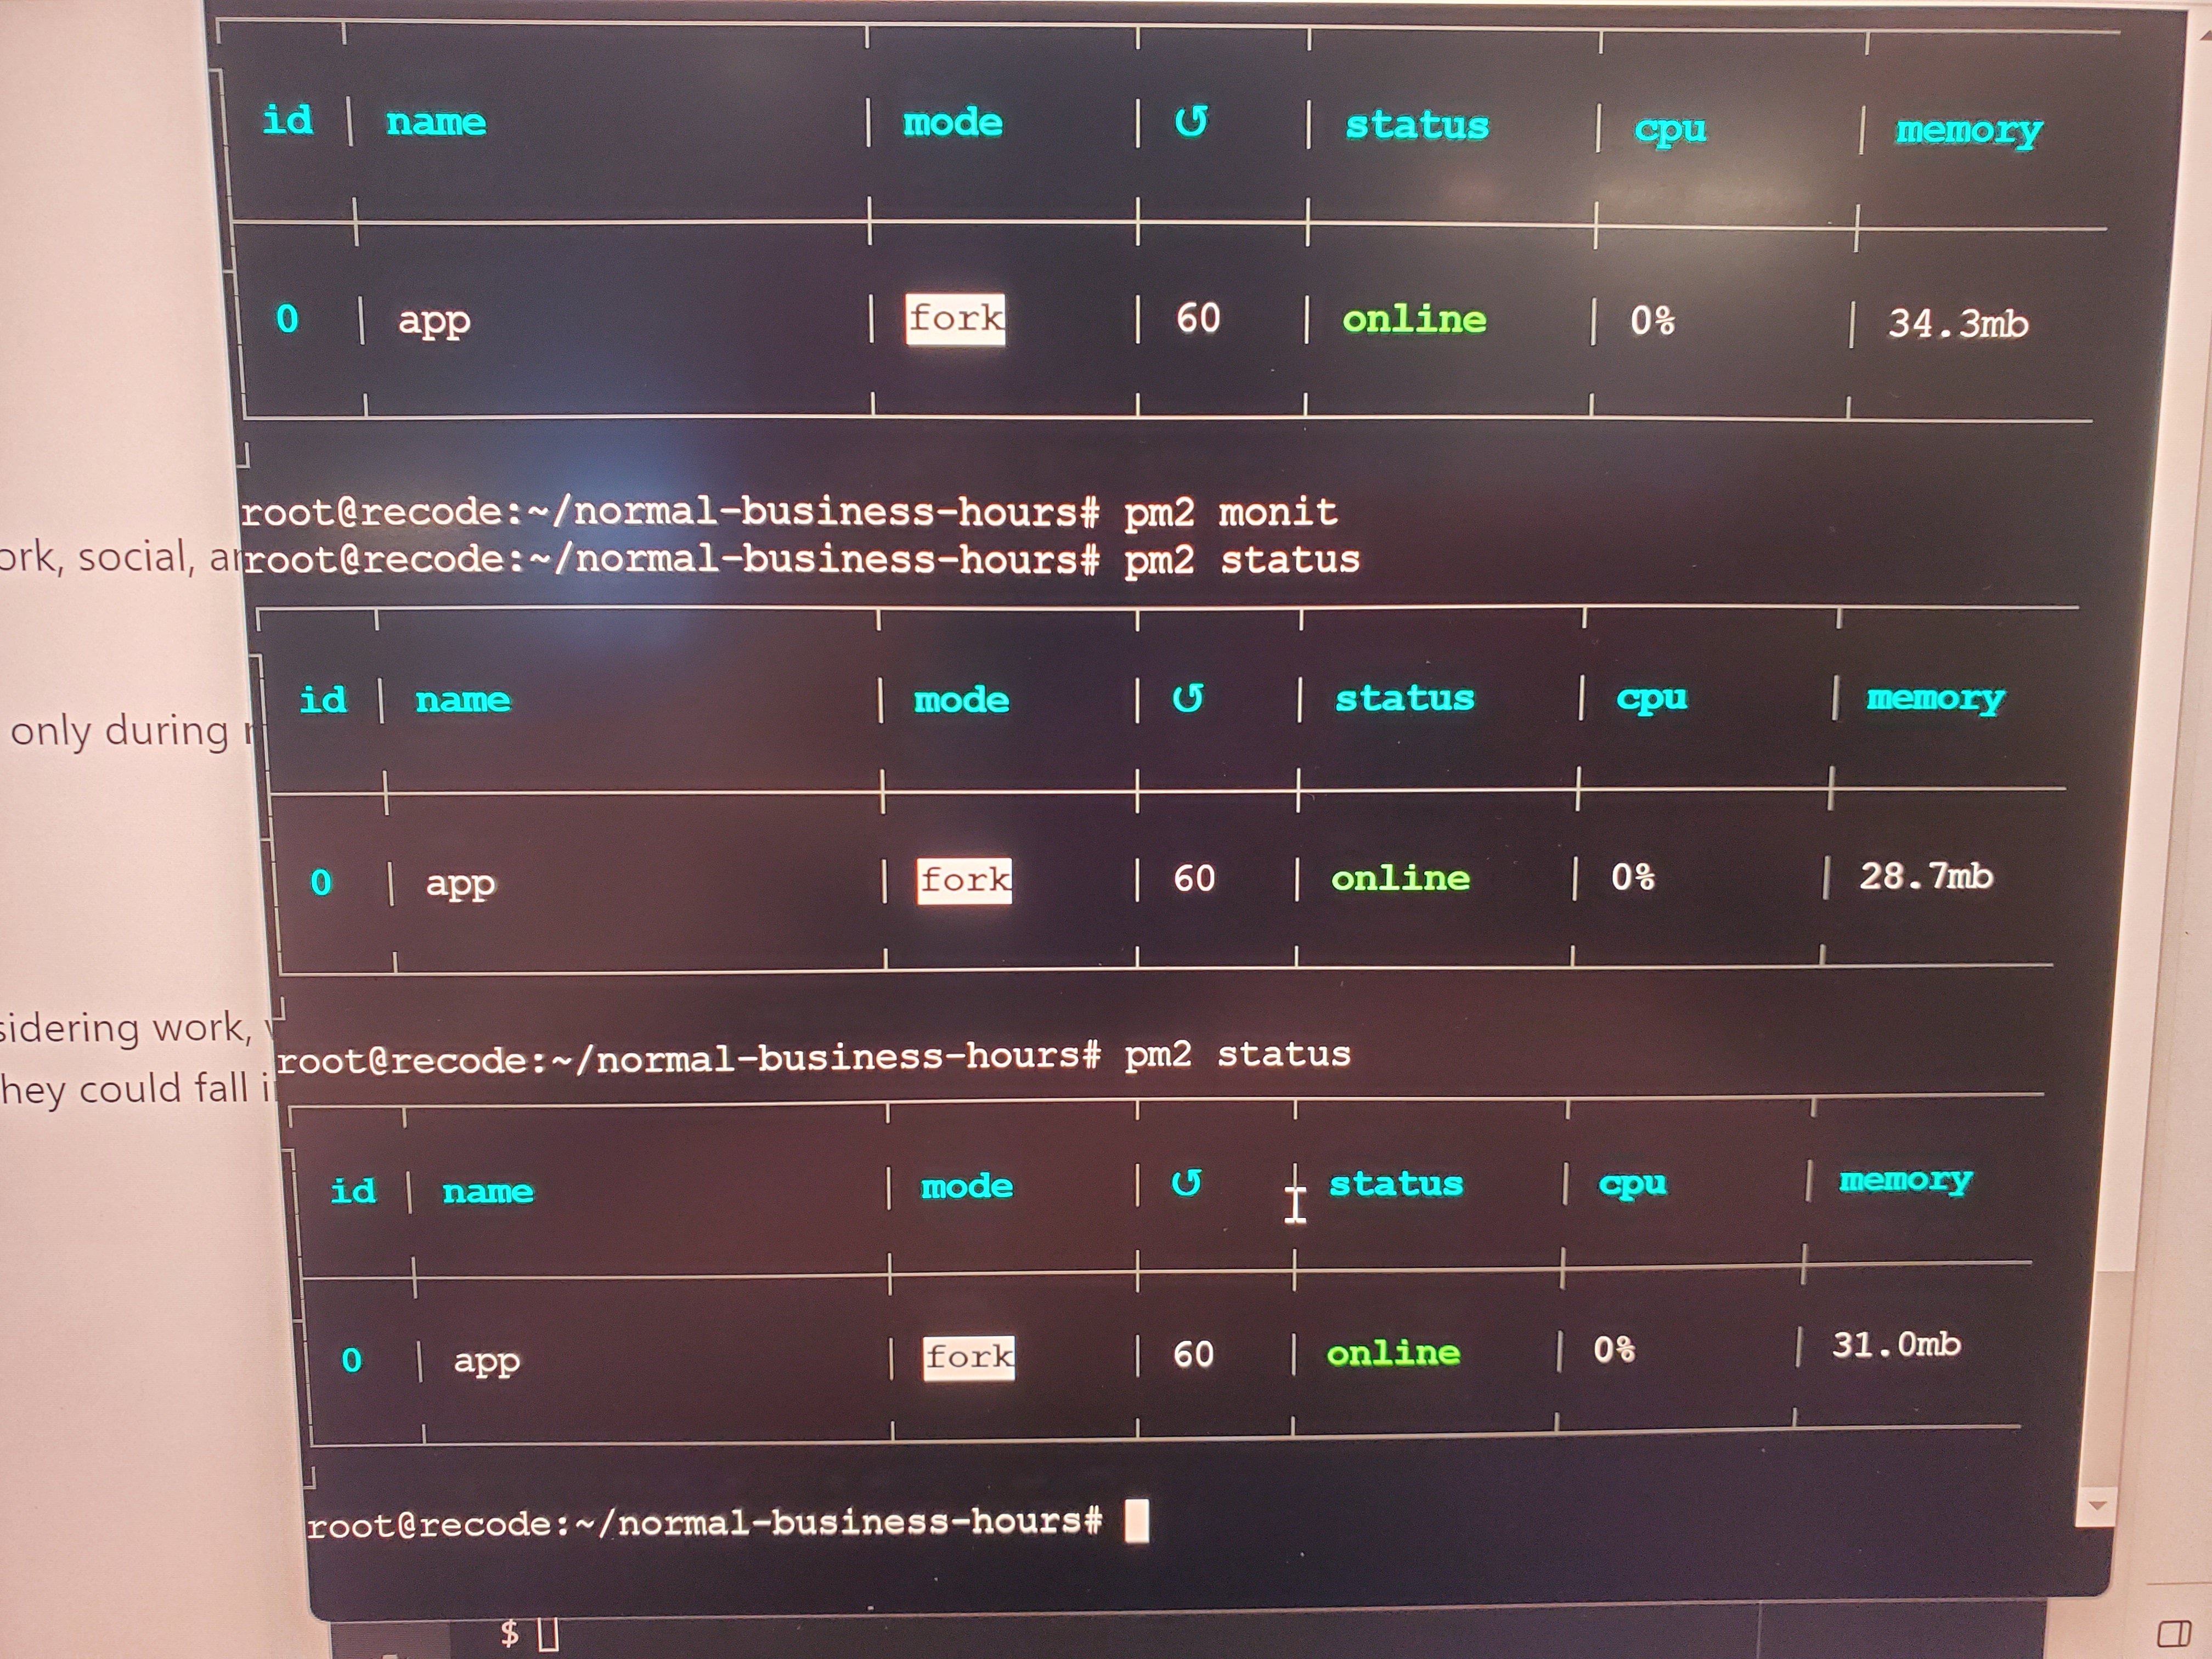 id | name | mode | ↺ | status | cpu | memory
0 | app | fork | 60 | online | 0% | 34.3mb
root@recode:~/normal-business-hours# pm2 monit
root@recode:~/normal-business-hours# pm2 status
social,
id | name | mode | ↺ | status | cpu | memory
only during
0 | app | fork | 60 | online | 0% | 28.7mb
work,
root@recode:~/normal-business-hours# pm2 status
could fall
id | name | mode | ↺ | status | cpu | memory
0 | app | fork | 60 | online | 0% | 31.0mb
root@recode:~/normal-business-hours#
$